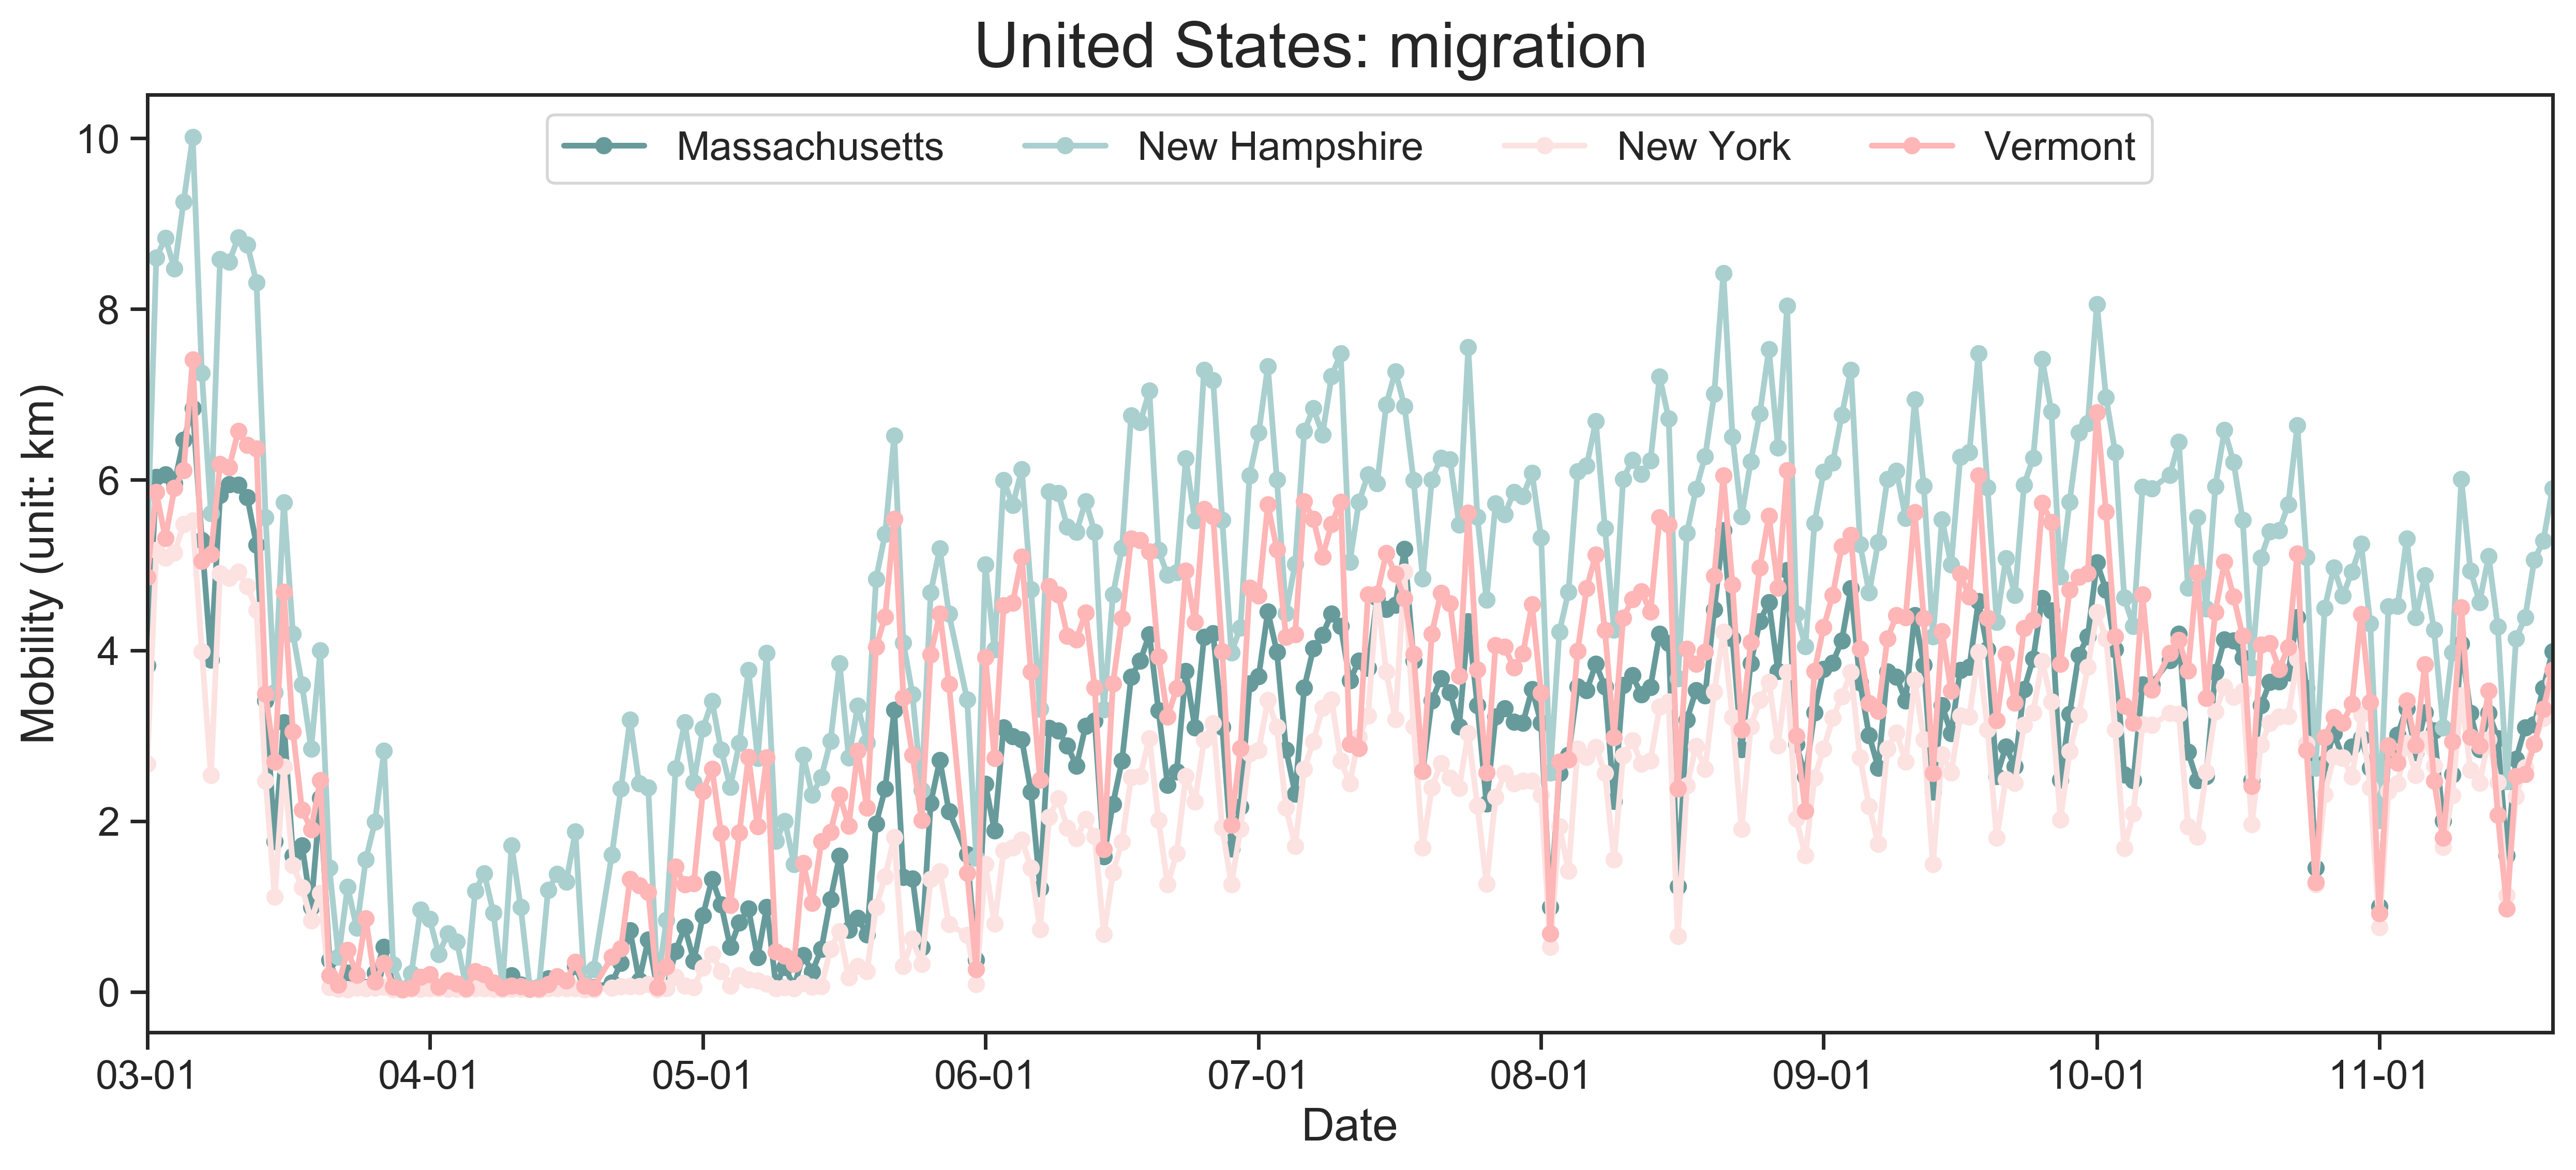 United States: migration
Massachusetts New Hampshire New York Vermont
Mobility (unit: km)
10
8
6
4
2
0
03-01 04-01 05-01 06-01 07-01 08-01 09-01 10-01 11-01
Date